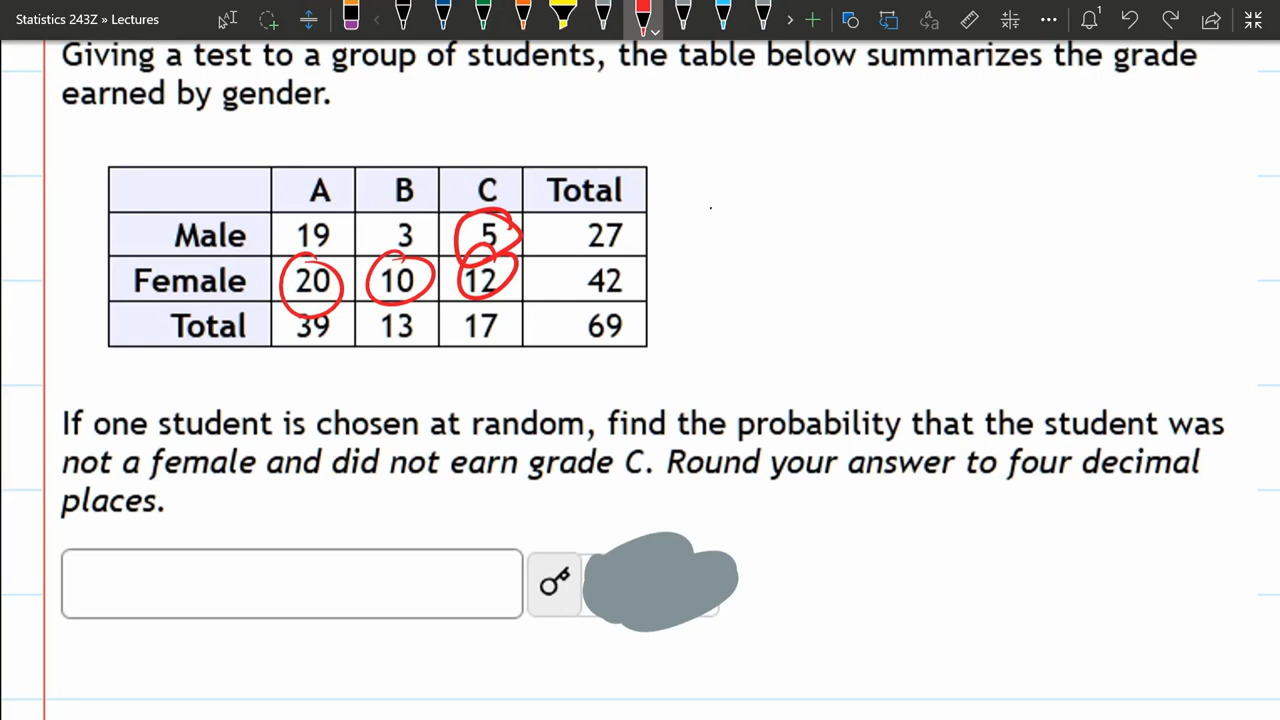 Statistics 243Z » Lectures
1
Giving a test to a group of students, the table below summarizes the grade
earned by gender.
A B C Total
Male 19 3 5 27
Female 20 10 12 42
Total 39 13 17 69
If one student is chosen at random, find the probability that the student was
not a female and did not earn grade C. Round your answer to four decimal
places.